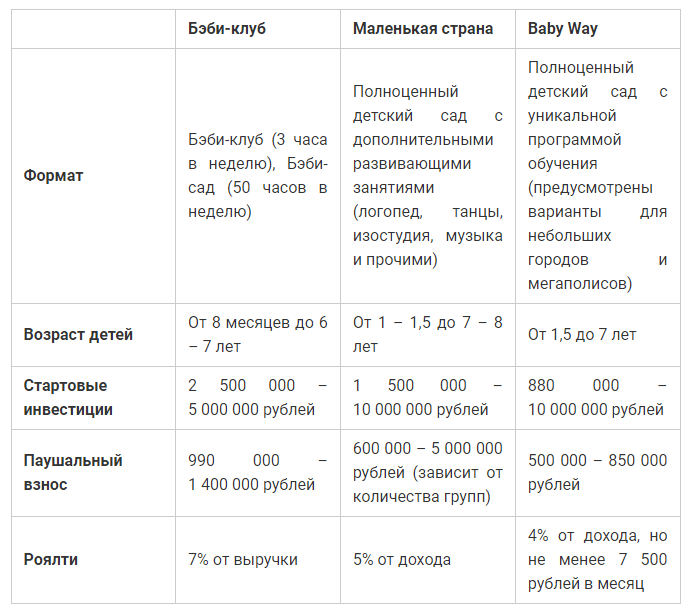 Бэби-клуб
Маленькая страна
Baby Way
Формат
Бэби-клуб (3 часа
в неделю), Бэби-
сад (50 часов в
неделю)
Полноценный
детский сад с
дополнительными
развивающими
занятиями
(логопед, танцы,
изостудия, музыка
и прочими)
Полноценный
детский сад с
уникальной
программой
обучения
(предусмотрены
варианты для
небольших
городов и
мегаполисов)
Возраст детей
От 8 месяцев до 6
– 7 лет
От 1 – 1,5 до 7 – 8
лет
От 1,5 до 7 лет
Стартовые
инвестиции
2 500 000 –
5 000 000 рублей
1 500 000 –
10 000 000 рублей
880 000 –
10 000 000 рублей
Паушальный
взнос
990 000 –
1 400 000 рублей
600 000 – 5 000 000
рублей (зависит от
количества групп)
500 000 – 850 000
рублей
Роялти
7% от выручки
5% от дохода
4% от дохода, но
не менее 7 500
рублей в месяц